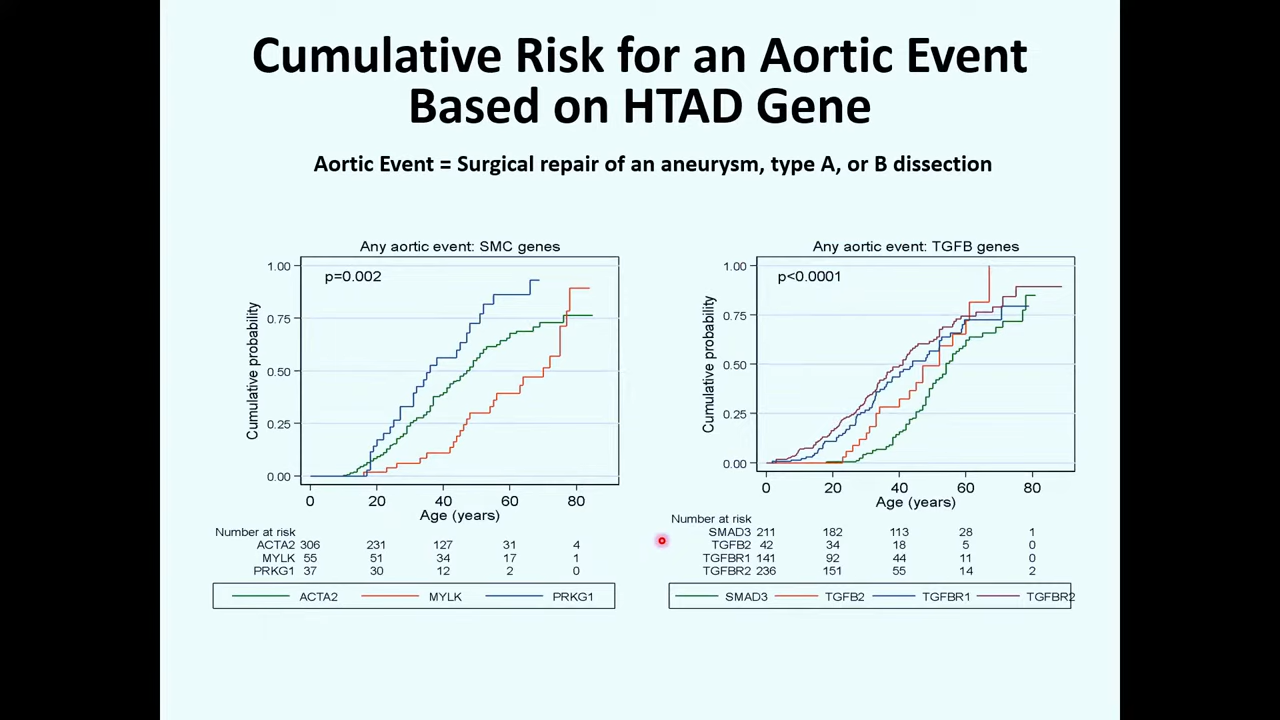 Cumulative Risk for an Aortic Event
Based on HTAD Gene
Aortic Event = Surgical repair of an aneurysm, type A, or B dissection
Any aortic event: SMC genes
p=0.002
Cumulative probability
1.00
0.75
0.50
0.25
0.00
0 20 40 60 80
Age (years)
Number at risk
ACTA2 306 231 127 31 4
MYLK 55 51 34 17 1
PRKG1 37 30 12 2 0
ACTA2 MYLK PRKG1
Any aortic event: TGFB genes
p<0.0001
Cumulative probability
1.00
0.75
0.50
0.25
0.00
0 20 40 60 80
Age (years)
Number at risk
SMAD3 211 182 113 28 1
TGFB2 42 34 18 5 0
TGFBR1 141 92 44 11 0
TGFBR2 236 151 55 14 2
SMAD3 TGFB2 TGFBR1 TGFBR2